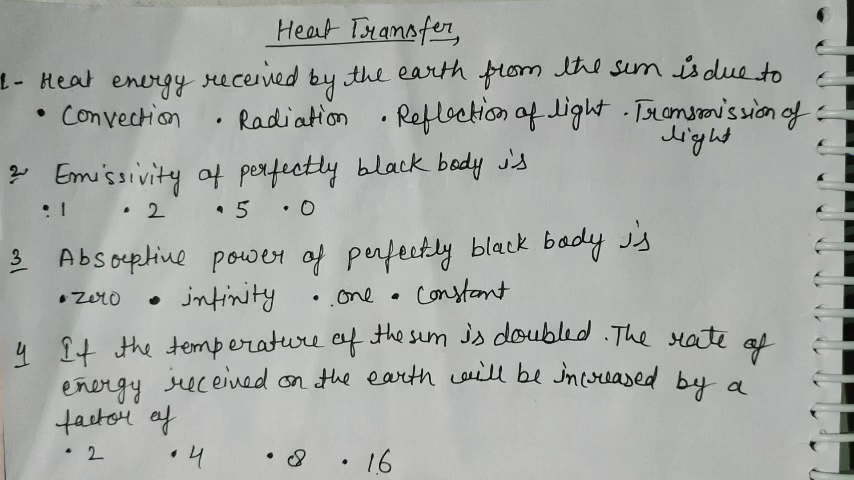 Heat Transfer,
1- Heat energy received by the earth from the sun is due to
• Convection • Radiation • Reflection of light • Transmission of
light
2 Emissivity of perfectly black body is
• 1 • 2 • 5 • 0
3 Absorptive power of perfectly black body is
• zero • infinity • one • constant
4 If the temperature of the sun is doubled. The rate of
energy received on the earth will be increased by a
factor of
• 2 • 4 • 8 • 16